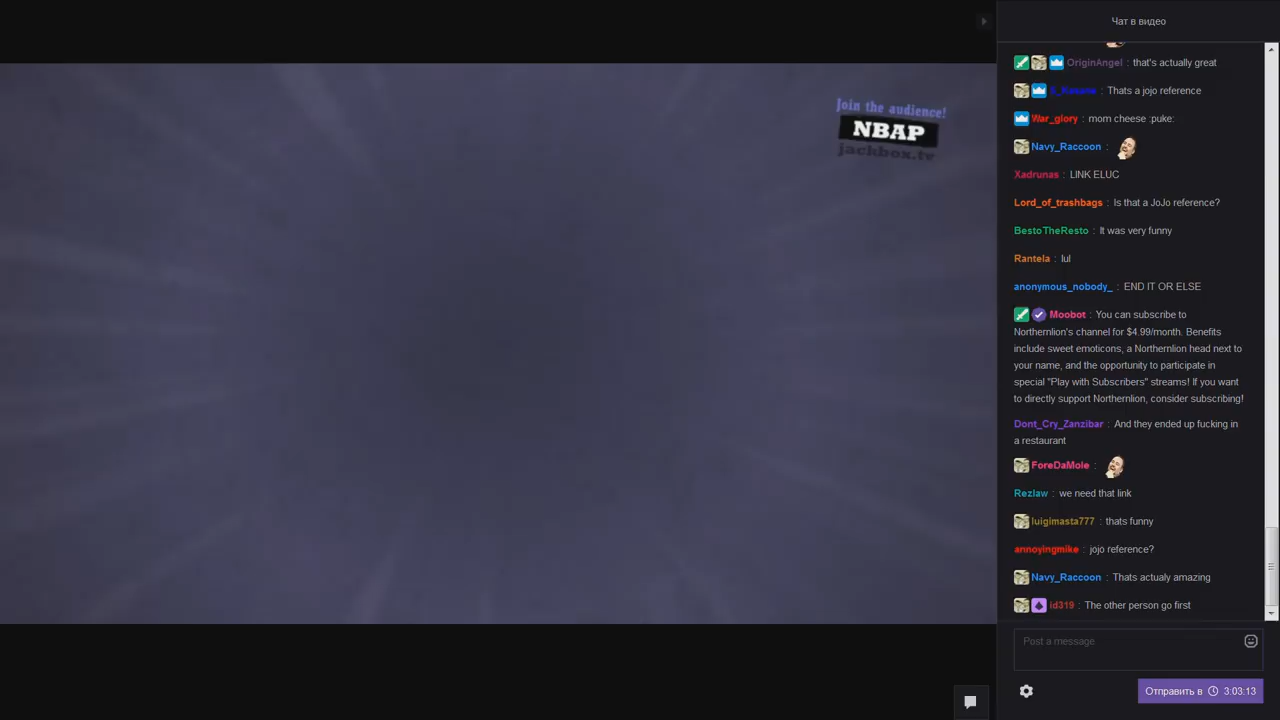 Join the audience!
NBAP
jackbox.tv
Чат в видео
OriginAngel : that's actually great
: Thats a jojo reference
War_glory : mom cheese :puke:
Navy_Raccoon :
Xadrunas : LINK ELUC
Lord_of_trashbags : Is that a JoJo reference?
BestoTheResto : It was very funny
Rantela : lul
anonymous_nobody_ : END IT OR ELSE
Moobot : You can subscribe to
Northernlion's channel for $4.99/month. Benefits
include sweet emoticons, a Northernlion head next to
your name, and the opportunity to participate in
special "Play with Subscribers" streams! If you want
to directly support Northernlion, consider subscribing!
Dont_Cry_Zanzibar : And they ended up fucking in
a restaurant
ForeDaMole :
Rezlaw : we need that link
luigimasta777 : thats funny
annoyingmike : jojo reference?
Navy_Raccoon : Thats actualy amazing
id319 : The other person go first
Post a message
Отправить в 3:03:13